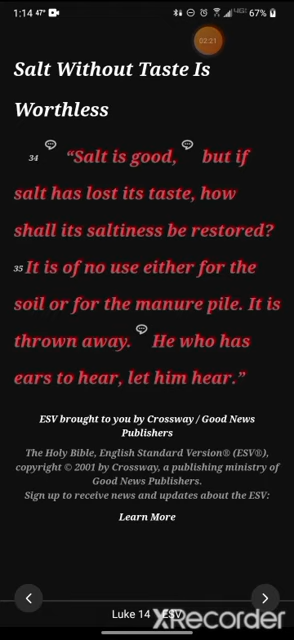 1:14 47° 67%
03:21
Salt Without Taste Is
Worthless
34 “Salt is good, but if
salt has lost its taste, how
shall its saltiness be restored?
35 It is of no use either for the
soil or for the manure pile. It is
thrown away. He who has
ears to hear, let him hear.”
ESV brought to you by Crossway / Good News
Publishers
The Holy Bible, English Standard Version® (ESV®),
copyright © 2001 by Crossway, a publishing ministry of
Good News Publishers.
Sign up to receive news and updates about the ESV:
Learn More
Luke 14 ESV
XRecorder